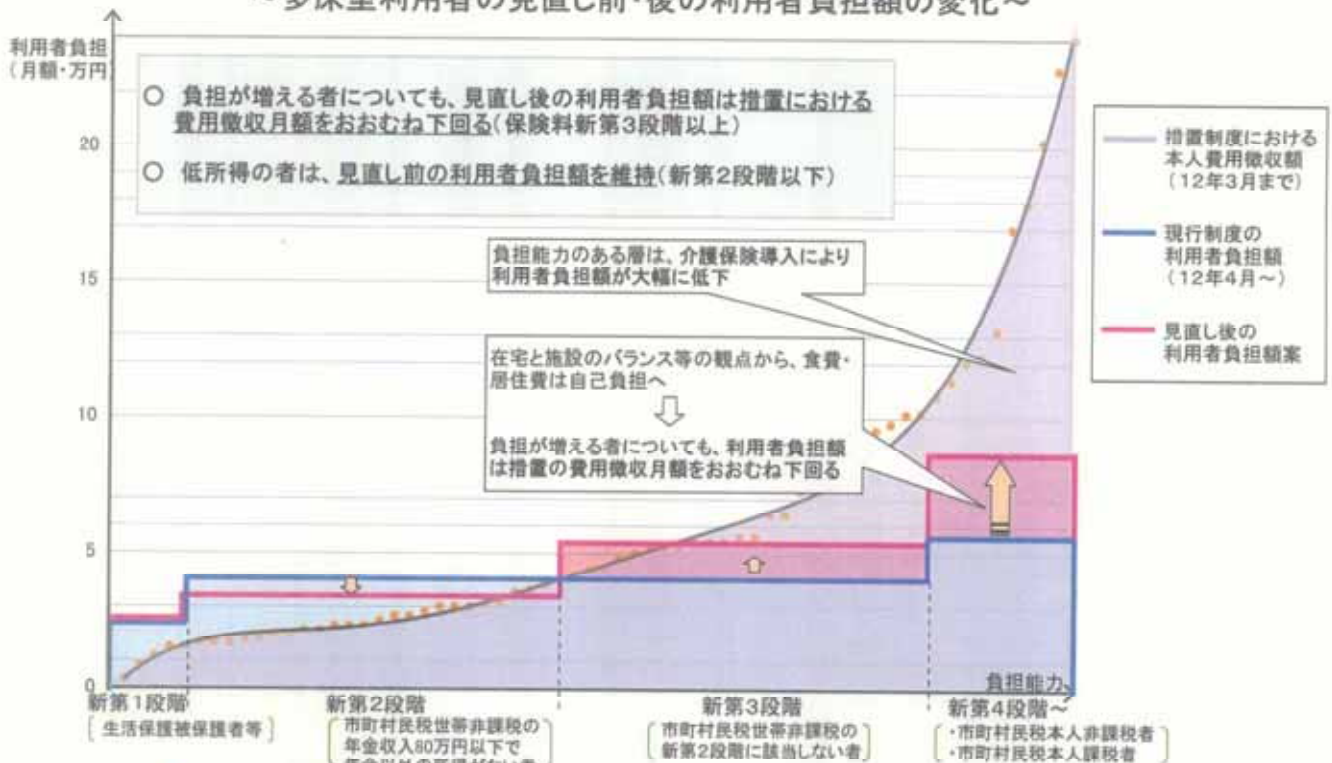 ～多床室利用者の見直し前・後の利用者負担額の変化～
利用者負担
(月額・万円)
○ 負担が増える者についても、見直し後の利用者負担額は措置における
費用徴収月額をおおむね下回る(保険料新第3段階以上)
○ 低所得の者は、見直し前の利用者負担額を維持(新第2段階以下)
20
15
10
5
0
負担能力のある層は、介護保険導入により
利用者負担額が大幅に低下
在宅と施設のバランス等の観点から、食費・
居住費は自己負担へ
負担が増える者についても、利用者負担額
は措置の費用徴収月額をおおむね下回る
措置制度における
本人費用徴収額
(12年3月まで)
現行制度の
利用者負担額
(12年4月～)
見直し後の
利用者負担額案
負担能力
新第1段階
生活保護被保護者等
新第2段階
市町村民税世帯非課税の
年金収入80万円以下で
新第3段階
市町村民税世帯非課税の
新第2段階に該当しない者
新第4段階～
・市町村民税本人非課税者
・市町村民税本人課税者